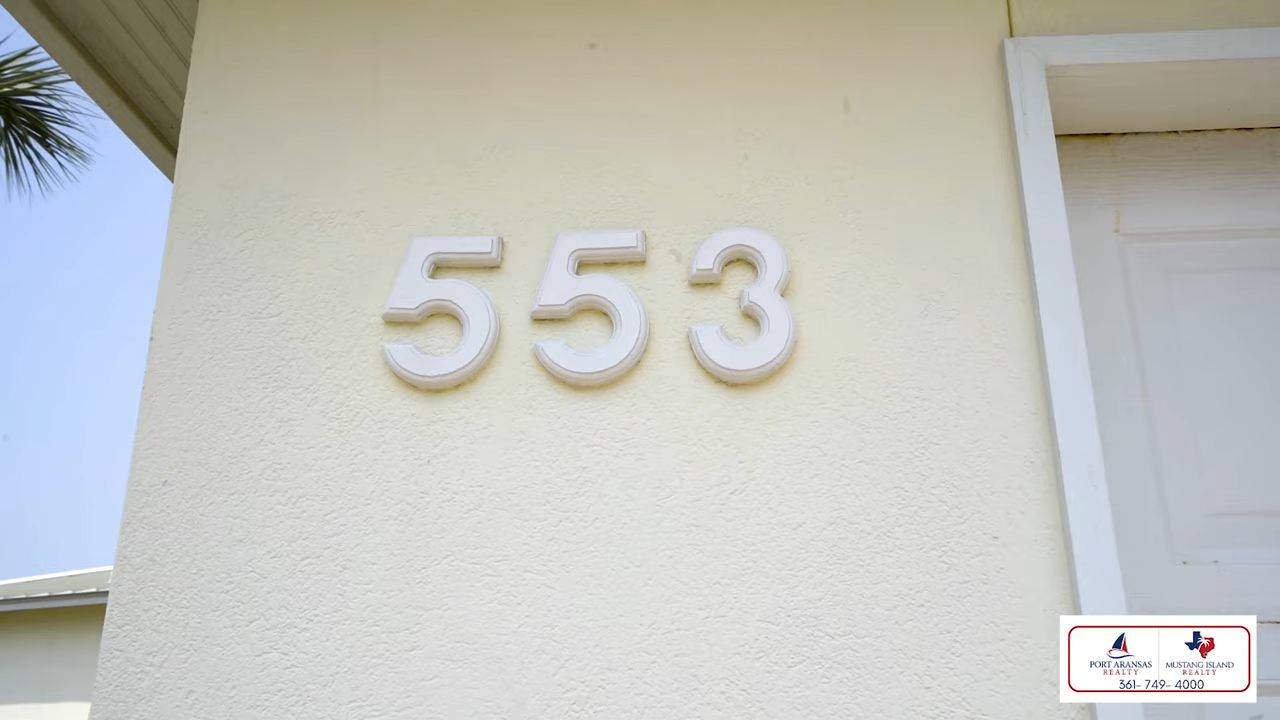 553
PORT ARANSAS
REALTY
MUSTANG ISLAND
REALTY
361-749-4000